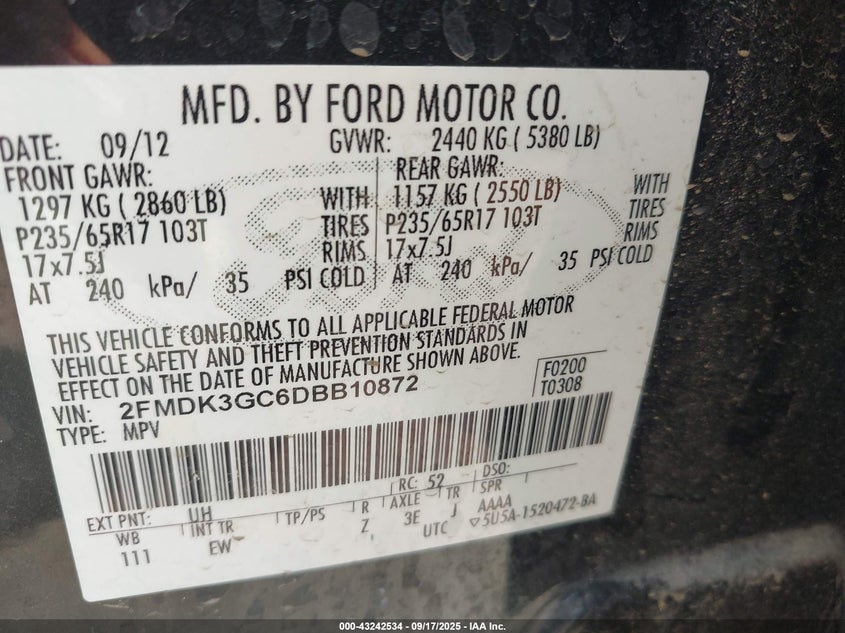 MFD. BY FORD MOTOR CO.
DATE: 09/12 GVWR: 2440 KG ( 5380 LB)
FRONT GAWR: REAR GAWR:
1297 KG ( 2860 LB) WITH 1157 KG ( 2550 LB) WITH
P235/65R17 103T TIRES P235/65R17 103T TIRES
17x7.5J RIMS 17x7.5J RIMS
AT 240 kPa/ 35 PSI COLD AT 240 kPa/ 35 PSI COLD
THIS VEHICLE CONFORMS TO ALL APPLICABLE FEDERAL MOTOR
VEHICLE SAFETY AND THEFT PREVENTION STANDARDS IN
EFFECT ON THE DATE OF MANUFACTURE SHOWN ABOVE.
F0200
T0308
VIN: 2FMDK3GC6DBB10872
TYPE: MPV
EXT PNT: UH RC: 52 DSO:
WB INT TR TP/PS R AXLE TR SPR
111 EW Z 3E J AAAA
UTC ▽5U5A-1520472-BA
000-43242534 - 09/17/2025 - IAA Inc.